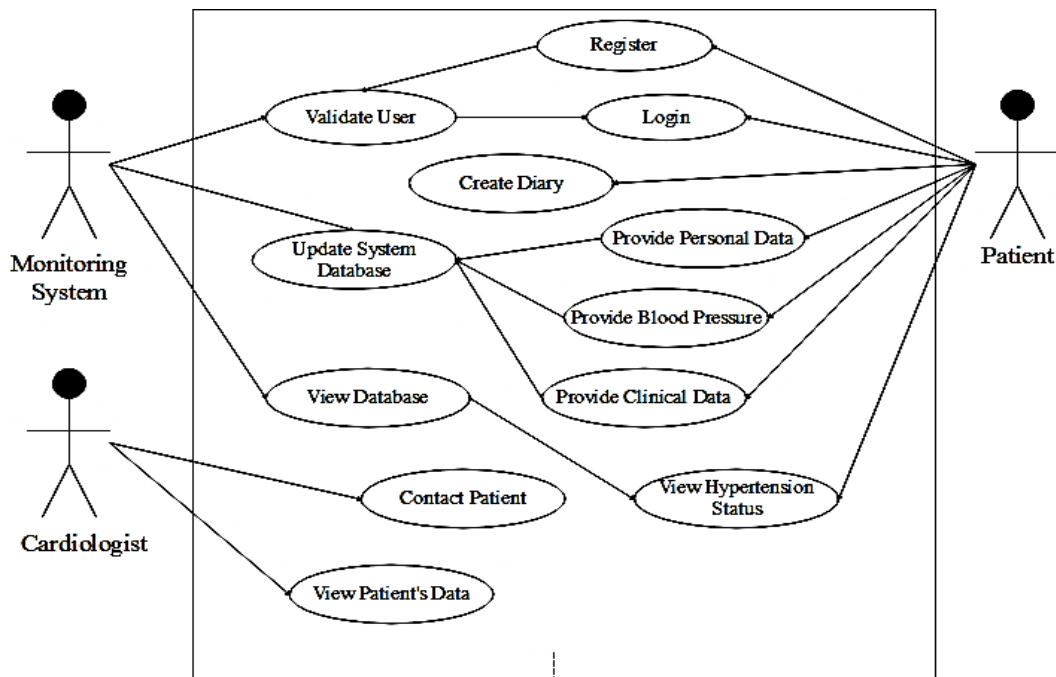 Register
Validate User
Login
Create Diary
Monitoring
System
Update System
Database
Provide Personal Data
Patient
Provide Blood Pressure
View Database
Provide Clinical Data
Contact Patient
View Hypertension
Status
Cardiologist
View Patient's Data